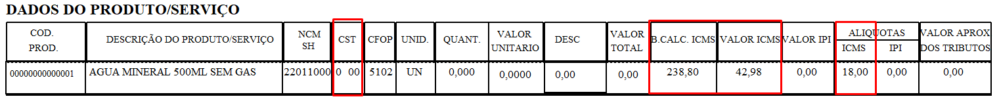 DADOS DO PRODUTO/SERVIÇO
COD. PROD. DESCRIÇÃO DO PRODUTO/SERVIÇO NCM SH CST CFOP UNID. QUANT. VALOR UNITARIO DESC VALOR TOTAL B.CALC. ICMS VALOR ICMS VALOR IPI ALIQUOTAS ICMS IPI VALOR APROX DOS TRIBUTOS
00000000000001 AGUA MINERAL 500ML SEM GAS 22011000 0 00 5102 UN 0,000 0,0000 0,00 0,00 238,80 42,98 0,00 18,00 0,00 0,00